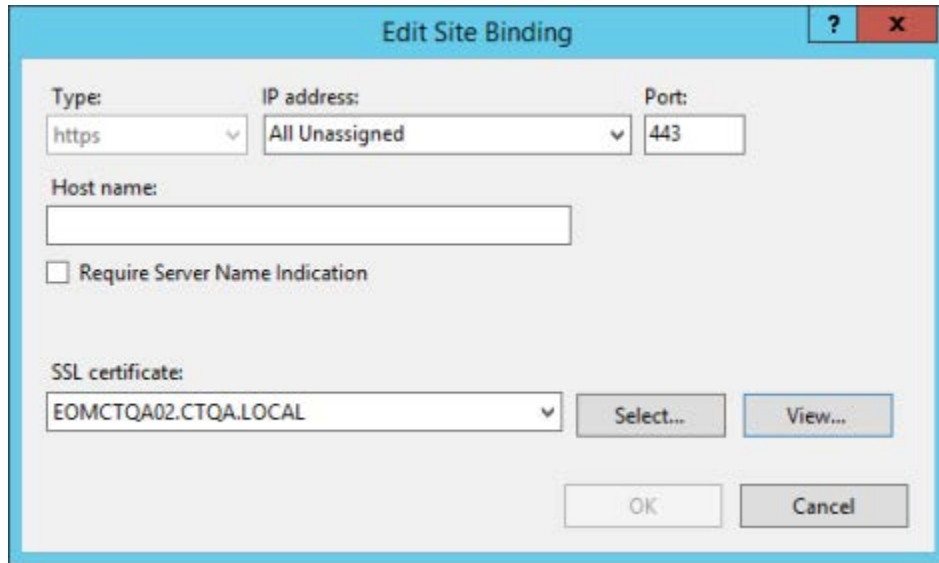 Edit Site Binding
? x
Type: IP address: Port:
https All Unassigned 443
Host name:
Require Server Name Indication
SSL certificate:
EOMCTQA02.CTQA.LOCAL Select... View...
OK Cancel